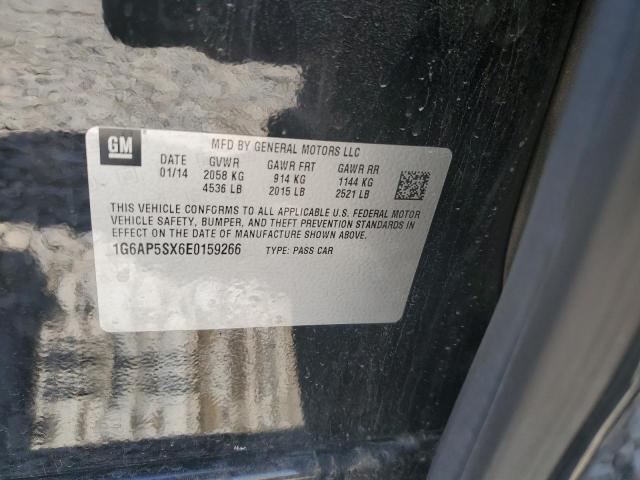 GM MFD BY GENERAL MOTORS LLC
DATE GVWR GAWR FRT GAWR RR
01/14 2058 KG 914 KG 1144 KG
4536 LB 2015 LB 2521 LB
THIS VEHICLE CONFORMS TO ALL APPLICABLE U.S. FEDERAL MOTOR
VEHICLE SAFETY, BUMPER, AND THEFT PREVENTION STANDARDS IN
EFFECT ON THE DATE OF MANUFACTURE SHOWN ABOVE.
1G6AP5SX6E0159266 TYPE: PASS CAR